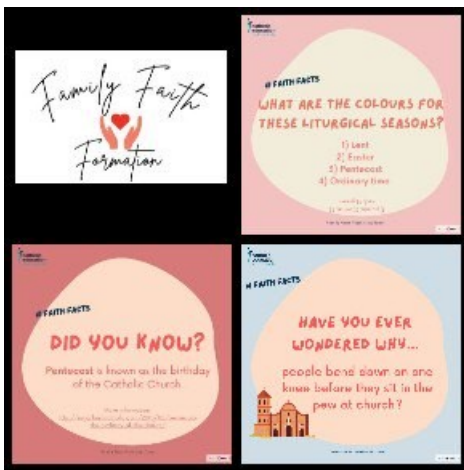 Family Faith
Formation
# FAITH FACTS
WHAT ARE THE COLOURS FOR
THESE LITURGICAL SEASONS?
1) Lent
2) Easter
3) Pentecost
4) Ordinary time
# FAITH FACTS
DID YOU KNOW?
Pentecost is known as the birthday
of the Catholic Church
# FAITH FACTS
HAVE YOU EVER
WONDERED WHY...
people bend down on one
knee before they sit in the
pew at church?